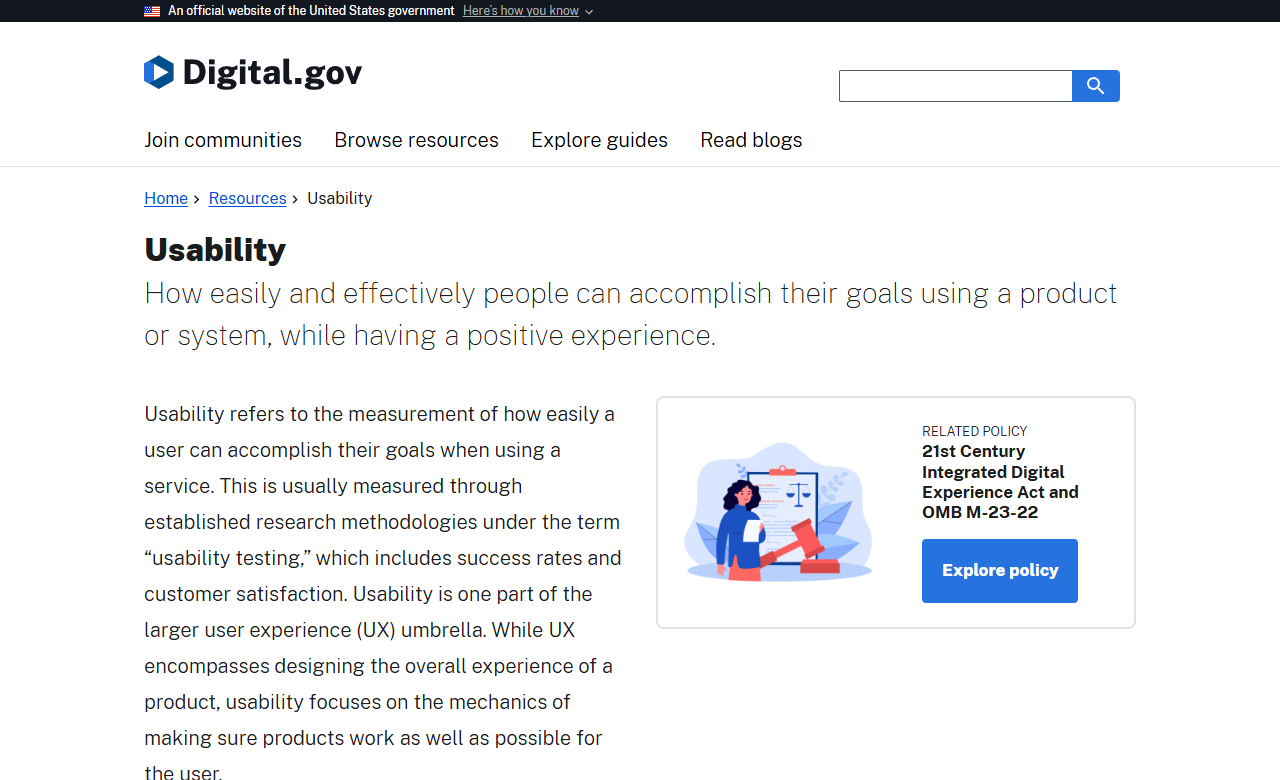 An official website of the United States government Here's how you know
Digital.gov
Join communities Browse resources Explore guides Read blogs
Home › Resources › Usability
Usability
How easily and effectively people can accomplish their goals using a product
or system, while having a positive experience.
Usability refers to the measurement of how easily a
user can accomplish their goals when using a
service. This is usually measured through
established research methodologies under the term
“usability testing,” which includes success rates and
customer satisfaction. Usability is one part of the
larger user experience (UX) umbrella. While UX
encompasses designing the overall experience of a
product, usability focuses on the mechanics of
making sure products work as well as possible for
the user.
RELATED POLICY
21st Century
Integrated Digital
Experience Act and
OMB M-23-22
Explore policy